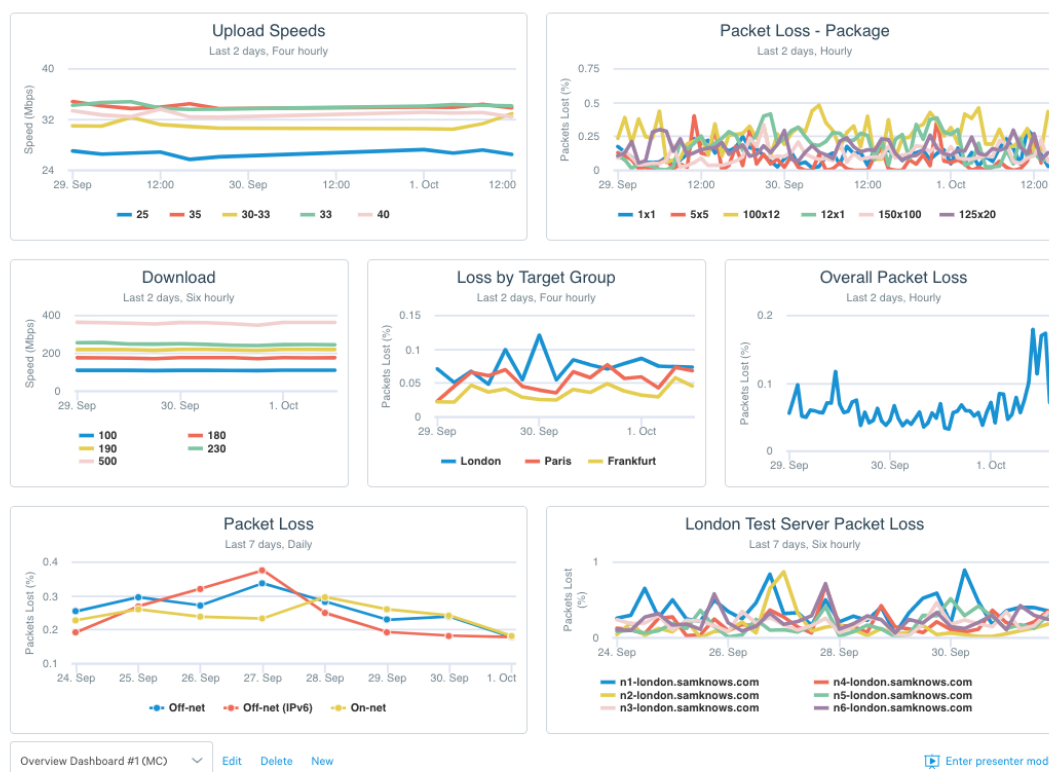 Upload Speeds
Last 2 days, Four hourly
Speed (Mbps)
40
32
24
29. Sep 12:00 30. Sep 12:00 1. Oct 12:00
25 35 30-33 33 40
Packet Loss - Package
Last 2 days, Hourly
Packets Lost (%)
0.75
0.5
0.25
0
29. Sep 12:00 30. Sep 12:00 1. Oct 12:00
1x1 5x5 100x12 12x1 150x100 125x20
Download
Last 2 days, Six hourly
Speed (Mbps)
400
200
0
29. Sep 30. Sep 1. Oct
100 180
190 230
500
Loss by Target Group
Last 2 days, Four hourly
Packets Lost (%)
0.15
0.1
0.05
0
29. Sep 30. Sep 1. Oct
London Paris Frankfurt
Overall Packet Loss
Last 2 days, Hourly
Packets Lost (%)
0.2
0.1
0
29. Sep 30. Sep 1. Oct
Packet Loss
Last 7 days, Daily
Packets Lost (%)
0.4
0.3
0.2
0.1
24. Sep 25. Sep 26. Sep 27. Sep 28. Sep 29. Sep 30. Sep 1. Oct
Off-net Off-net (IPv6) On-net
London Test Server Packet Loss
Last 7 days, Six hourly
Packets Lost
(%)
1
0
24. Sep 26. Sep 28. Sep 30. Sep
n1-london.samknows.com n4-london.samknows.com
n2-london.samknows.com n5-london.samknows.com
n3-london.samknows.com n6-london.samknows.com
Overview Dashboard #1 (MC) Edit Delete New Enter presenter mod